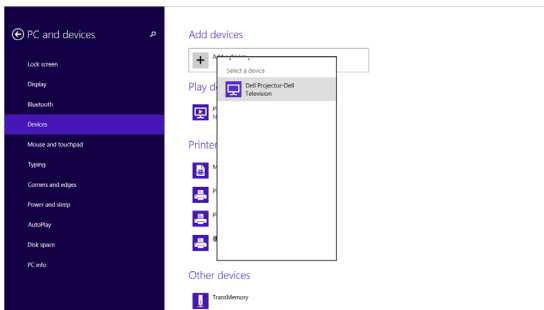 PC and devices
Lock screen
Display
Bluetooth
Devices
Mouse and touchpad
Typing
Corners and edges
Power and sleep
AutoPlay
Disk space
PC info
Add devices
Select a device
Dell Projector-Dell
Television
Play d
P
N
Printer
M
P
P
Other devices
TransMemory